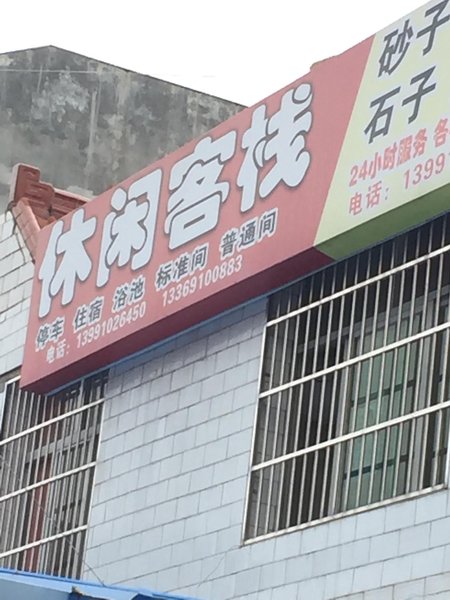 休闲客栈
停车 住宿 浴池 标准间 普通间
电话：13991026450 13369100883
砂子
石子
24小时服务 各
电话：1399